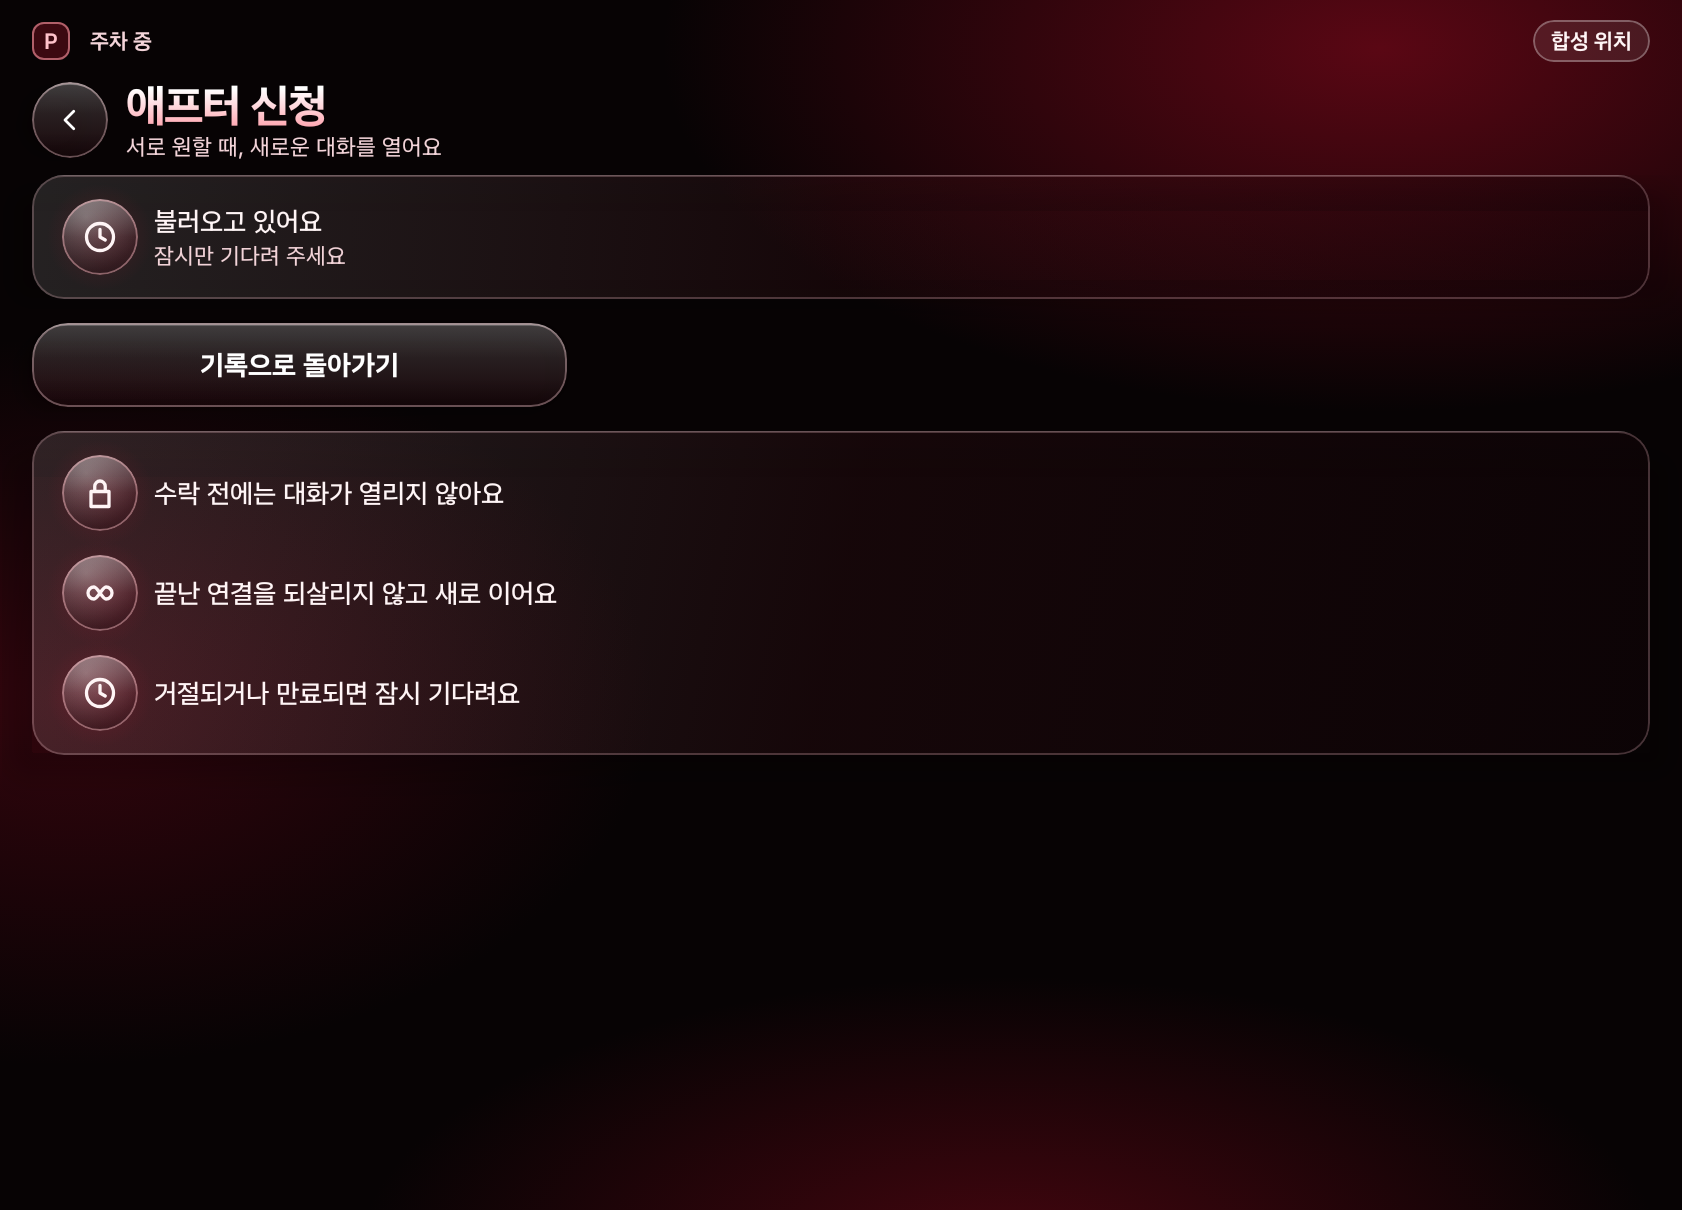 P 주차 중
합성 위치
애프터 신청
서로 원할 때, 새로운 대화를 열어요
불러오고 있어요
잠시만 기다려 주세요
기록으로 돌아가기
수락 전에는 대화가 열리지 않아요
끝난 연결을 되살리지 않고 새로 이어요
거절되거나 만료되면 잠시 기다려요